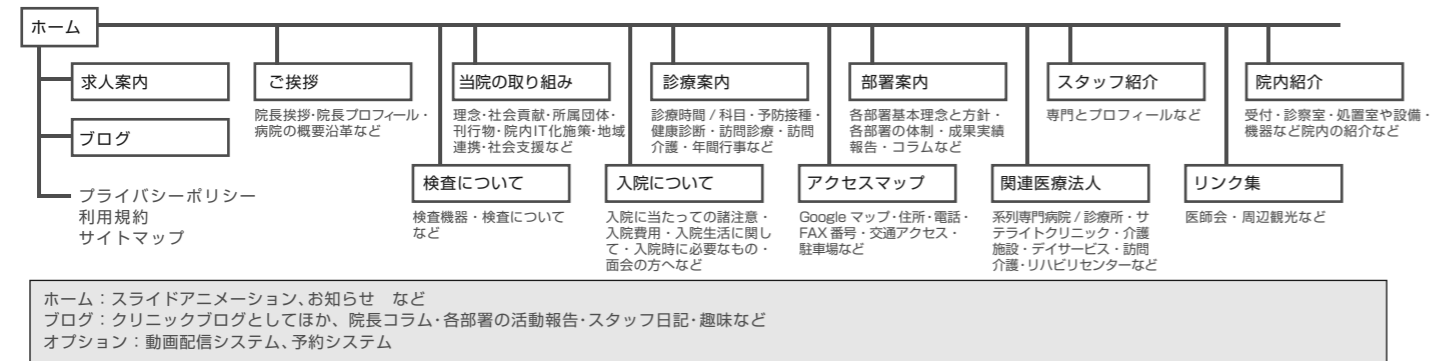 ホーム
求人案内
ブログ
プライバシーポリシー
利用規約
サイトマップ
ご挨拶
院長挨拶・院長プロフィール・
病院の概要沿革など
当院の取り組み
理念・社会貢献・所属団体・
刊行物・院内IT化施策・地域
連携・社会支援など
診療案内
診療時間 / 科目・予防接種・
健康診断・訪問診療・訪問
介護・年間行事など
部署案内
各部署基本理念と方針・
各部署の体制・成果実績
報告・コラムなど
スタッフ紹介
専門とプロフィールなど
院内紹介
受付・診察室・処置室や設備・
機器など院内の紹介など
検査について
検査機器・検査について
など
入院について
入院に当たっての諸注意・
入院費用・入院生活に関し
て・入院時に必要なもの・
面会の方へなど
アクセスマップ
Google マップ・住所・電話・
FAX 番号・交通アクセス・
駐車場など
関連医療法人
系列専門病院 / 診療所・サ
テライトクリニック・介護
施設・デイサービス・訪問
介護・リハビリセンターなど
リンク集
医師会・周辺観光など
ホーム：スライドアニメーション、お知らせ　など
ブログ：クリニックブログとしてほか、院長コラム・各部署の活動報告・スタッフ日記・趣味など
オプション：動画配信システム、予約システム